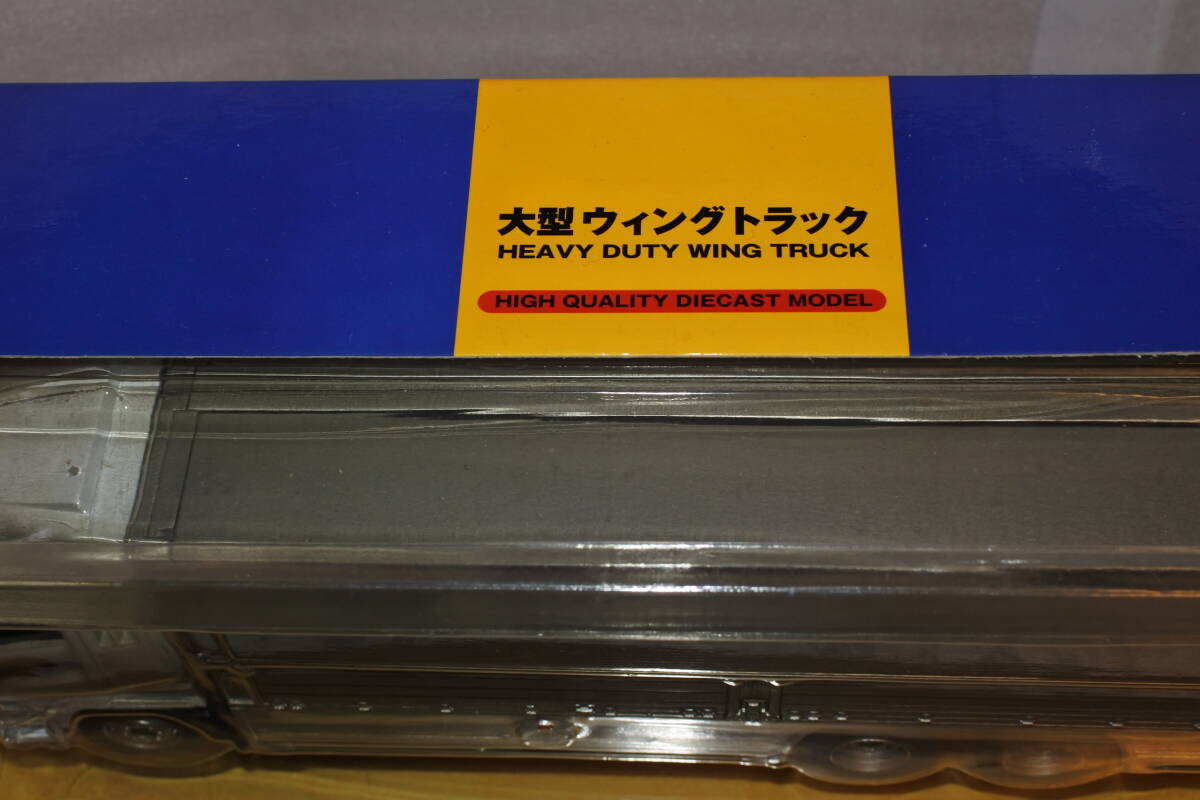 大型ウィングトラック
HEAVY DUTY WING TRUCK
HIGH QUALITY DIECAST MODEL